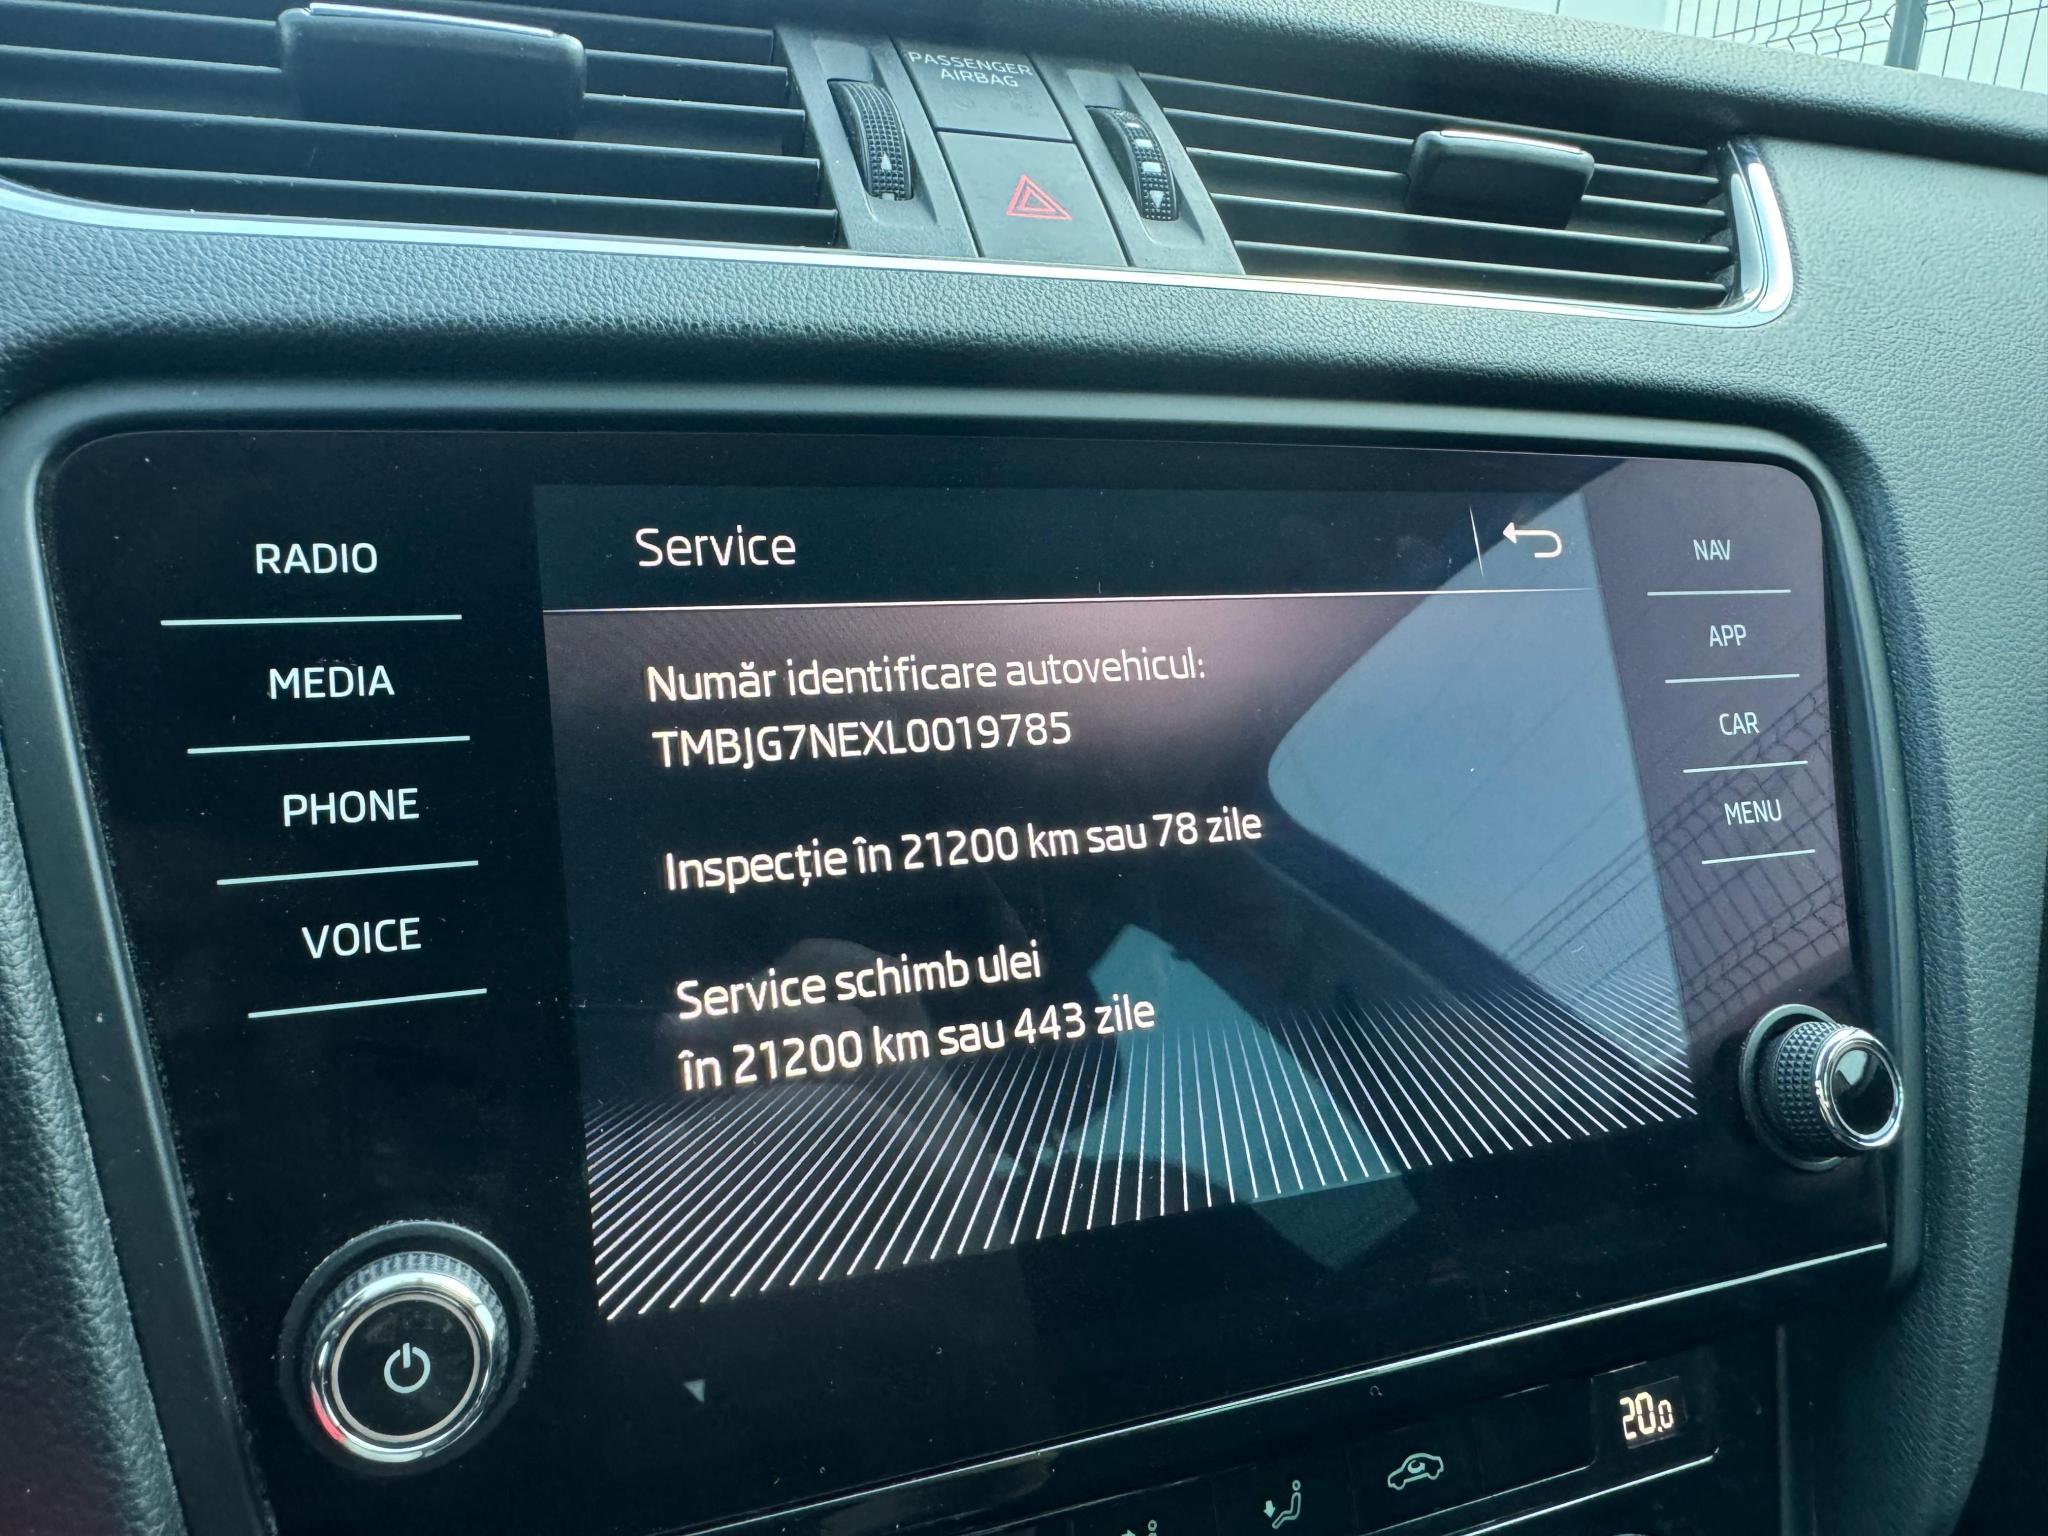 PASSENGER
AIRBAG
RADIO
MEDIA
PHONE
VOICE
Service
Număr identificare autovehicul:
TMBJG7NEXL0019785
Inspecție în 21200 km sau 78 zile
Service schimb ulei
în 21200 km sau 443 zile
NAV
APP
CAR
MENU
20.0